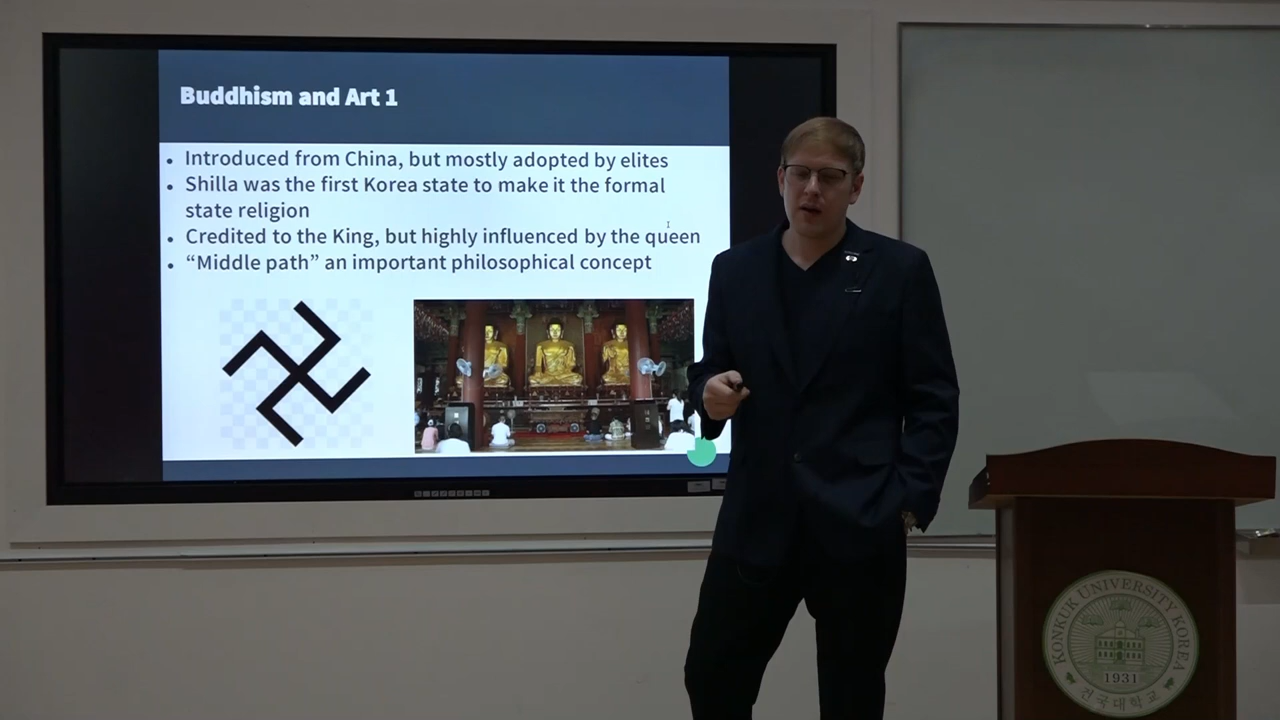 Buddhism and Art 1
• Introduced from China, but mostly adopted by elites
• Shilla was the first Korea state to make it the formal
state religion
• Credited to the King, but highly influenced by the queen
• “Middle path” an important philosophical concept
KONKUK UNIVERSITY KOREA
1931
건국대학교